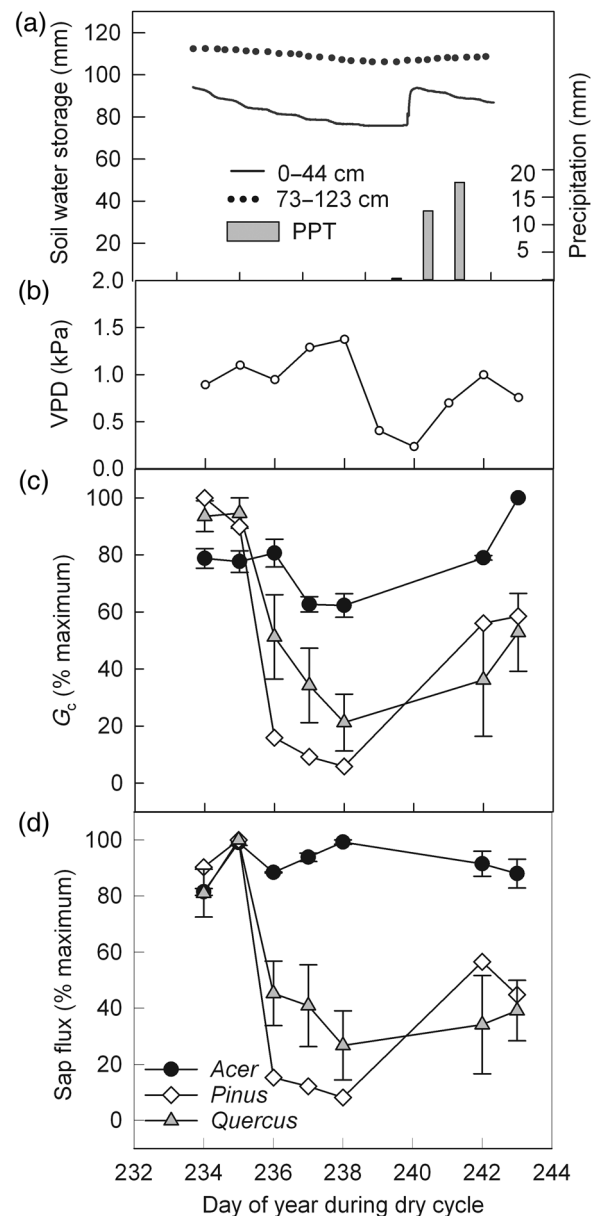 (a)
Soil water storage (mm)
120
100
80
60
40
20
0–44 cm
73–123 cm
PPT
20
15
10
5
Precipitation (mm)
(b)
VPD (kPa)
2.0
1.5
1.0
0.5
0.0
(c)
Gc (% maximum)
100
80
60
40
20
0
(d)
Sap flux (% maximum)
100
80
60
40
20
0
Acer
Pinus
Quercus
232 234 236 238 240 242 244
Day of year during dry cycle